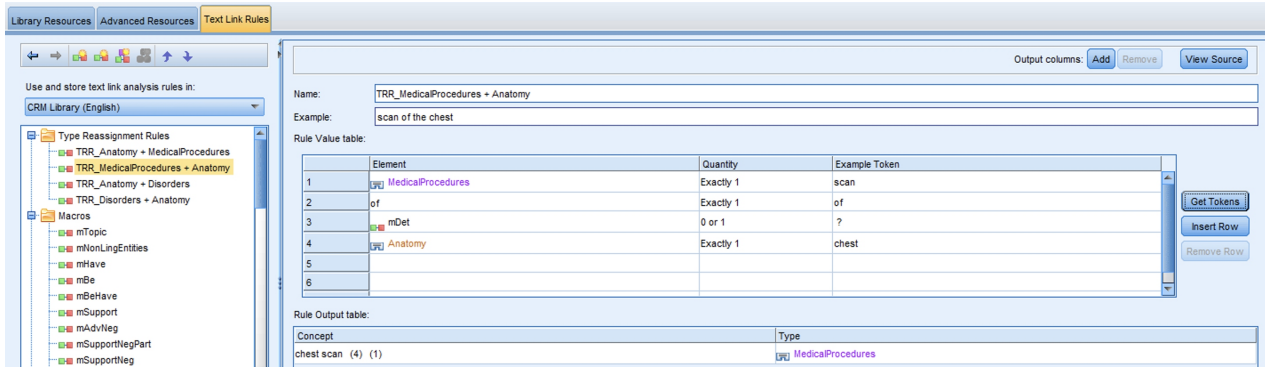 Library Resources Advanced Resources Text Link Rules
Output columns: Add Remove View Source
Use and store text link analysis rules in:
CRM Library (English)
Type Reassignment Rules
TRR_Anatomy + MedicalProcedures
TRR_MedicalProcedures + Anatomy
TRR_Anatomy + Disorders
TRR_Disorders + Anatomy
Macros
mTopic
mNonLingEntities
mHave
mBe
mBeHave
mSupport
mAdvNeg
mSupportNegPart
mSupportNeg
Name: TRR_MedicalProcedures + Anatomy
Example: scan of the chest
Rule Value table:
Element Quantity Example Token
1 MedicalProcedures Exactly 1 scan
2 of Exactly 1 of
3 mDet 0 or 1 ?
4 Anatomy Exactly 1 chest
5
6
Get Tokens
Insert Row
Remove Row
Rule Output table:
Concept Type
chest scan (4) (1) MedicalProcedures